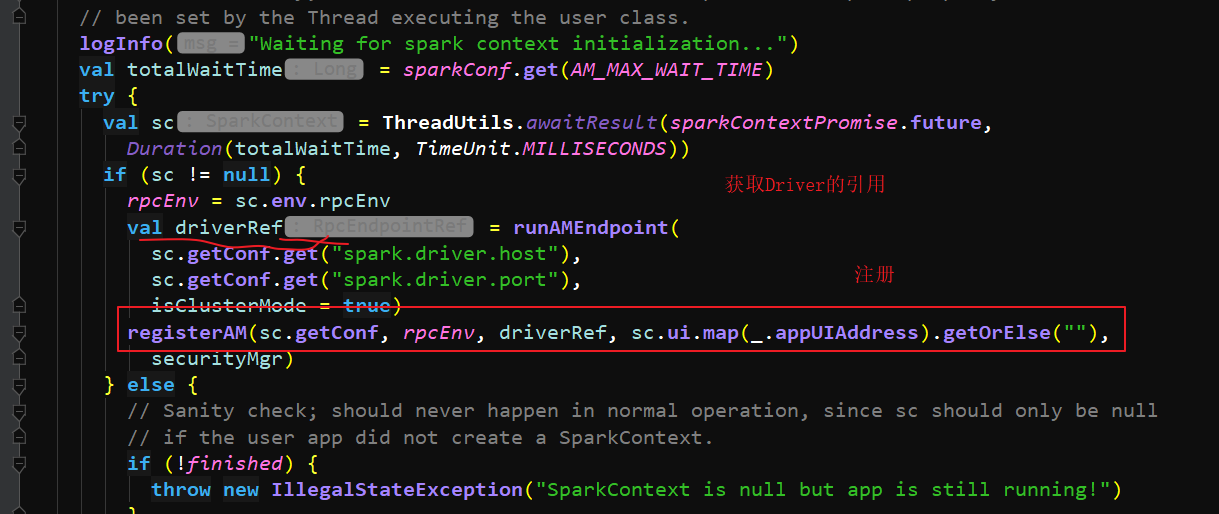 // been set by the Thread executing the user class.
logInfo( msg = "Waiting for spark context initialization...")
val totalWaitTime : Long = sparkConf.get(AM_MAX_WAIT_TIME)
try {
val sc : SparkContext = ThreadUtils.awaitResult(sparkContextPromise.future,
Duration(totalWaitTime, TimeUnit.MILLISECONDS))
if (sc != null) {
获取Driver的引用
rpcEnv = sc.env.rpcEnv
val driverRef : RpcEndpointRef = runAMEndpoint(
sc.getConf.get("spark.driver.host"),
注册
sc.getConf.get("spark.driver.port"),
isClusterMode = true)
registerAM(sc.getConf, rpcEnv, driverRef, sc.ui.map(_.appUIAddress).getOrElse(""),
securityMgr)
} else {
// Sanity check; should never happen in normal operation, since sc should only be null
// if the user app did not create a SparkContext.
if (!finished) {
throw new IllegalStateException("SparkContext is null but app is still running!")